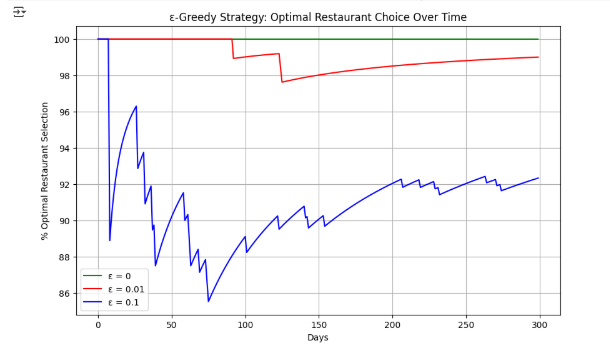 ε-Greedy Strategy: Optimal Restaurant Choice Over Time
% Optimal Restaurant Selection
100
98
96
94
92
90
88
86
ε = 0
ε = 0.01
ε = 0.1
0
50
100
150
200
250
300
Days